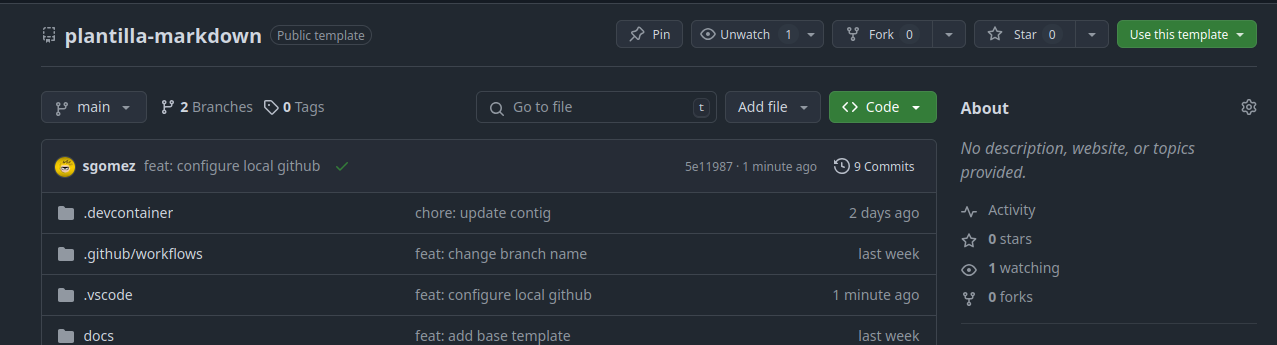 plantilla-markdown Public template Pin Unwatch 1 Fork 0 Star 0 Use this template
main 2 Branches 0 Tags Go to file t Add file Code
About
No description, website, or topics
provided.
sgomez feat: configure local github 5e11987 · 1 minute ago 9 Commits
.devcontainer chore: update contig 2 days ago
.github/workflows feat: change branch name last week
.vscode feat: configure local github 1 minute ago
docs feat: add base template last week
Activity
0 stars
1 watching
0 forks